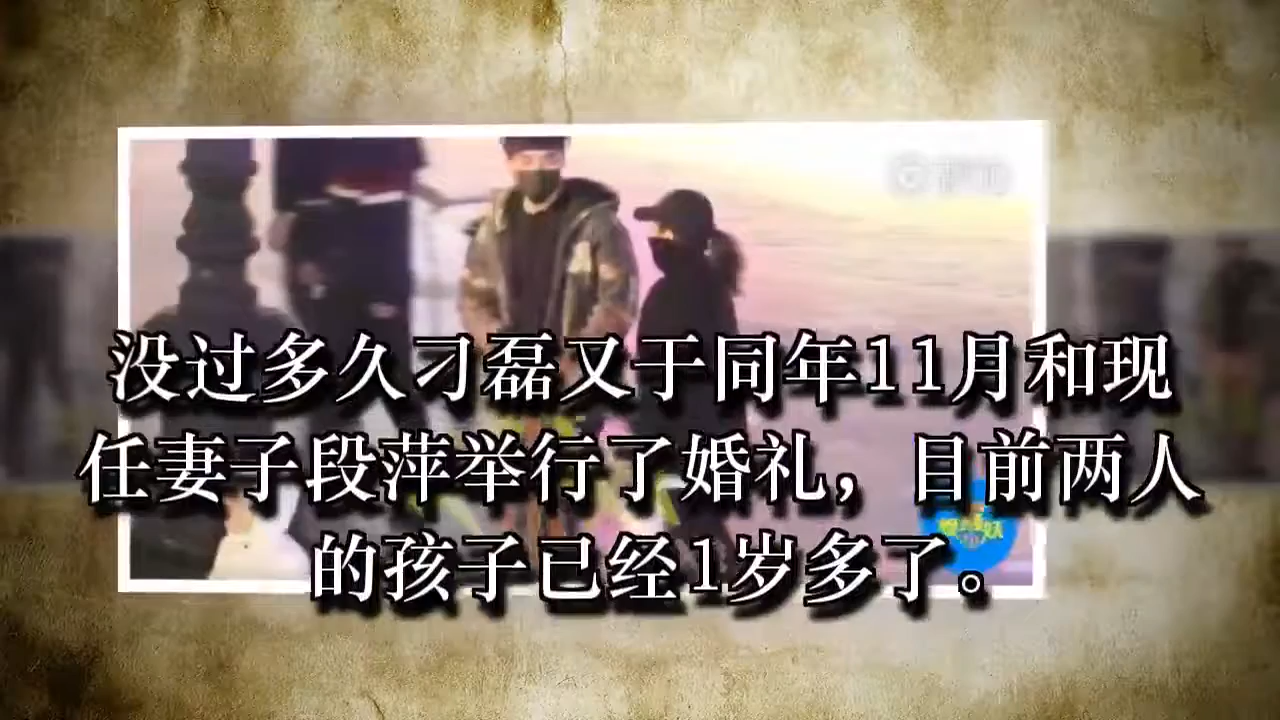 没过多久刁磊又于同年11月和现
任妻子段萍举行了婚礼，目前两人
的孩子已经1岁多了。